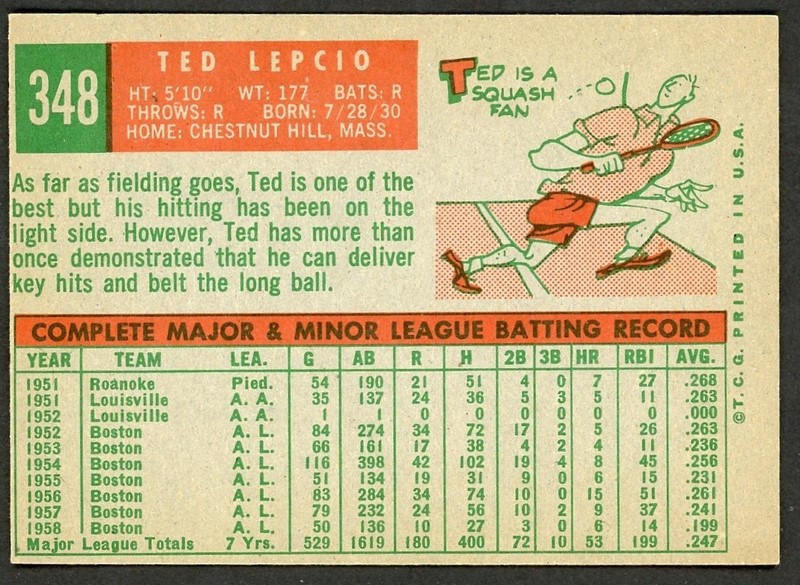 348
TED LEPCIO
HT: 5'10" WT: 177 BATS: R
THROWS: R BORN: 7/28/30
HOME: CHESTNUT HILL, MASS.
TED IS A
SQUASH
FAN
As far as fielding goes, Ted is one of the
best but his hitting has been on the
light side. However, Ted has more than
once demonstrated that he can deliver
key hits and belt the long ball.
COMPLETE MAJOR & MINOR LEAGUE BATTING RECORD
YEAR TEAM LEA. G AB R H 2B 3B HR RBI AVG.
1951 Roanoke Pied. 54 190 21 51 4 0 7 27 .268
1951 Louisville A. A. 35 137 24 36 5 3 5 11 .263
1952 Louisville A. A. 1 1 0 0 0 0 0 0 .000
1952 Boston A. L. 84 274 34 72 17 2 5 26 .263
1953 Boston A. L. 66 161 17 38 4 2 4 11 .236
1954 Boston A. L. 116 398 42 102 19 4 8 45 .256
1955 Boston A. L. 51 134 19 31 9 0 6 15 .231
1956 Boston A. L. 83 284 34 74 10 0 15 51 .261
1957 Boston A. L. 79 232 24 56 10 2 9 37 .241
1958 Boston A. L. 50 136 10 27 3 0 6 14 .199
Major League Totals 7 Yrs. 529 1619 180 400 72 10 53 199 .247
© T. C. G. PRINTED IN U.S.A.